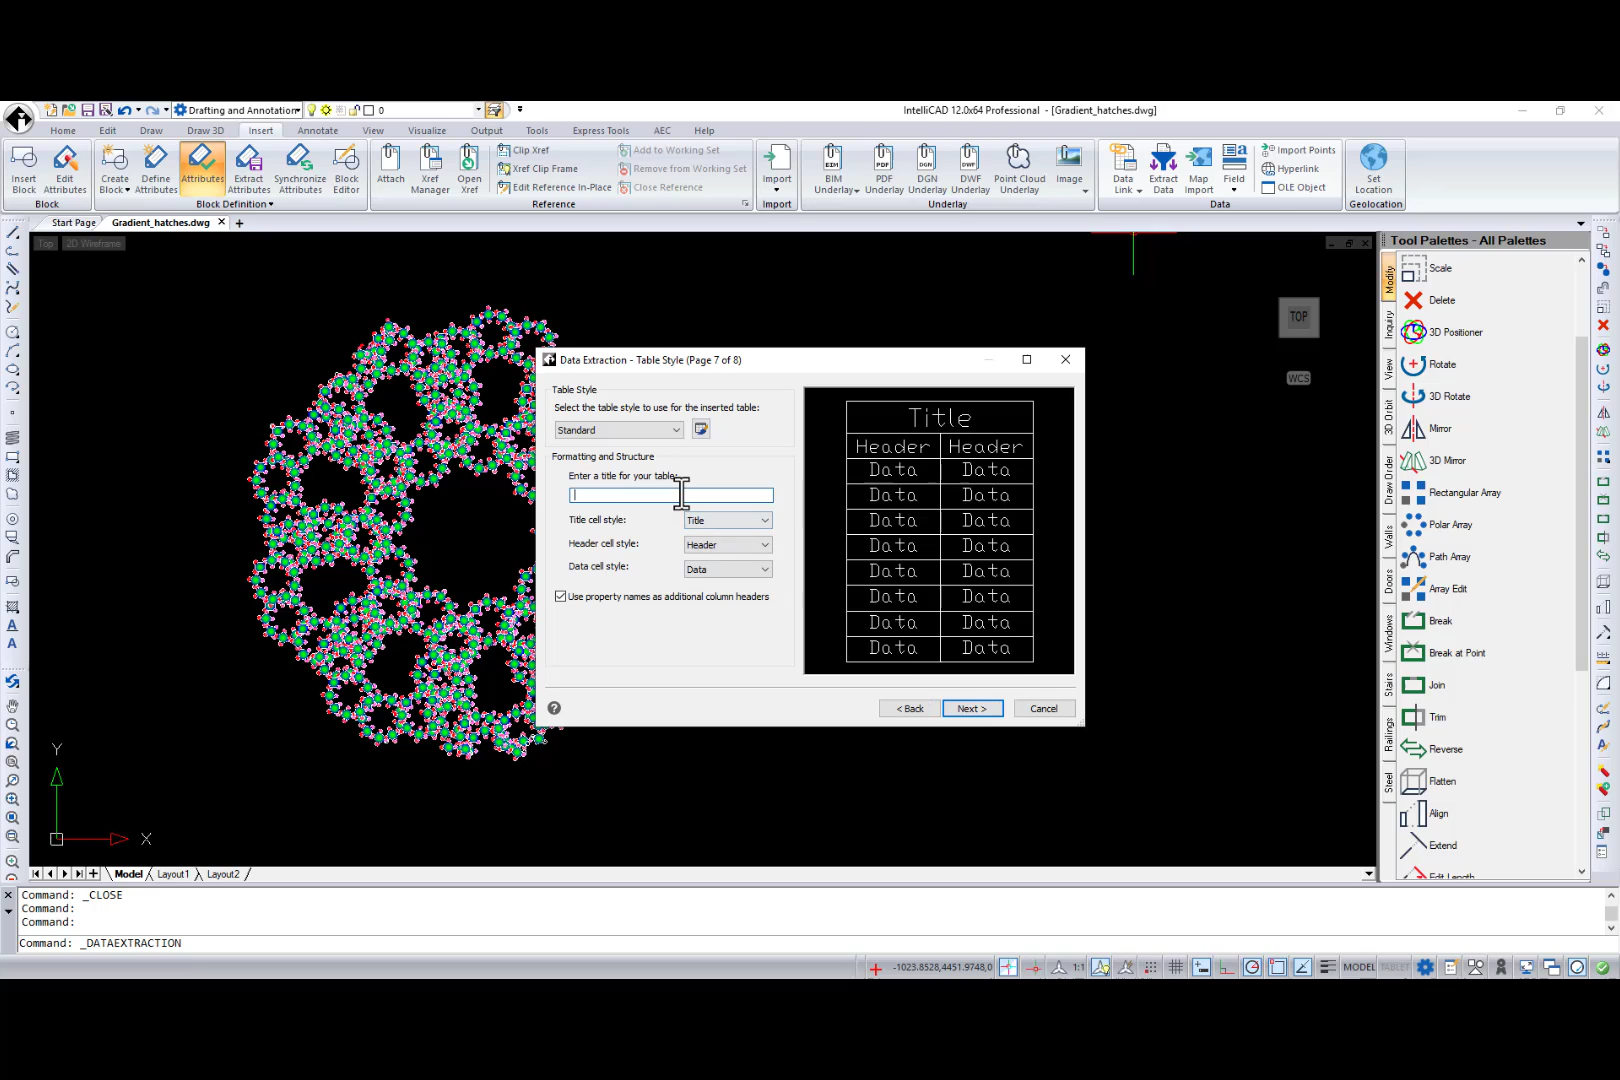 Drafting and Annotation
0
IntelliCAD 12.0x64 Professional - [Gradient_hatches.dwg]
Home Edit Draw Draw 3D Insert Annotate View Visualize Output Tools Express Tools AEC Help
Insert Block
Edit Attributes
Block
Create Block
Define Attributes
Attributes
Extract Attributes
Synchronize Attributes
Block Editor
Block Definition
Attach
Xref Manager
Open Xref
Clip Xref
Xref Clip Frame
Edit Reference In-Place
Add to Working Set
Remove from Working Set
Close Reference
Reference
Import
Import
BIM Underlay
PDF Underlay
DGN Underlay
DWF Underlay
Point Cloud Underlay
Image
Underlay
Data Link
Extract Data
Map Import
Field
Import Points
Hyperlink
OLE Object
Data
Set Location
Geolocation
Start Page
Gradient_hatches.dwg
Top
2D Wireframe
TOP
WCS
Y
X
Data Extraction - Table Style (Page 7 of 8)
Table Style
Select the table style to use for the inserted table:
Standard
Formatting and Structure
Enter a title for your table:
Title cell style: Title
Header cell style: Header
Data cell style: Data
Use property names as additional column headers
Title
Header Header
Data Data
Data Data
Data Data
Data Data
Data Data
Data Data
Data Data
Data Data
?
< Back
Next >
Cancel
Tool Palettes - All Palettes
Modify
Inquiry
View
3D Orbit
Draw Order
Walls
Doors
Windows
Stairs
Railings
Steel
Scale
Delete
3D Positioner
Rotate
3D Rotate
Mirror
3D Mirror
Rectangular Array
Polar Array
Path Array
Array Edit
Break
Break at Point
Join
Trim
Reverse
Flatten
Align
Extend
Edit Length
Model
Layout1
Layout2
Command: _CLOSE
Command:
Command:
Command: _DATAEXTRACTION
-1023.8528,4451.9748,0
1:1
MODEL
TABLET